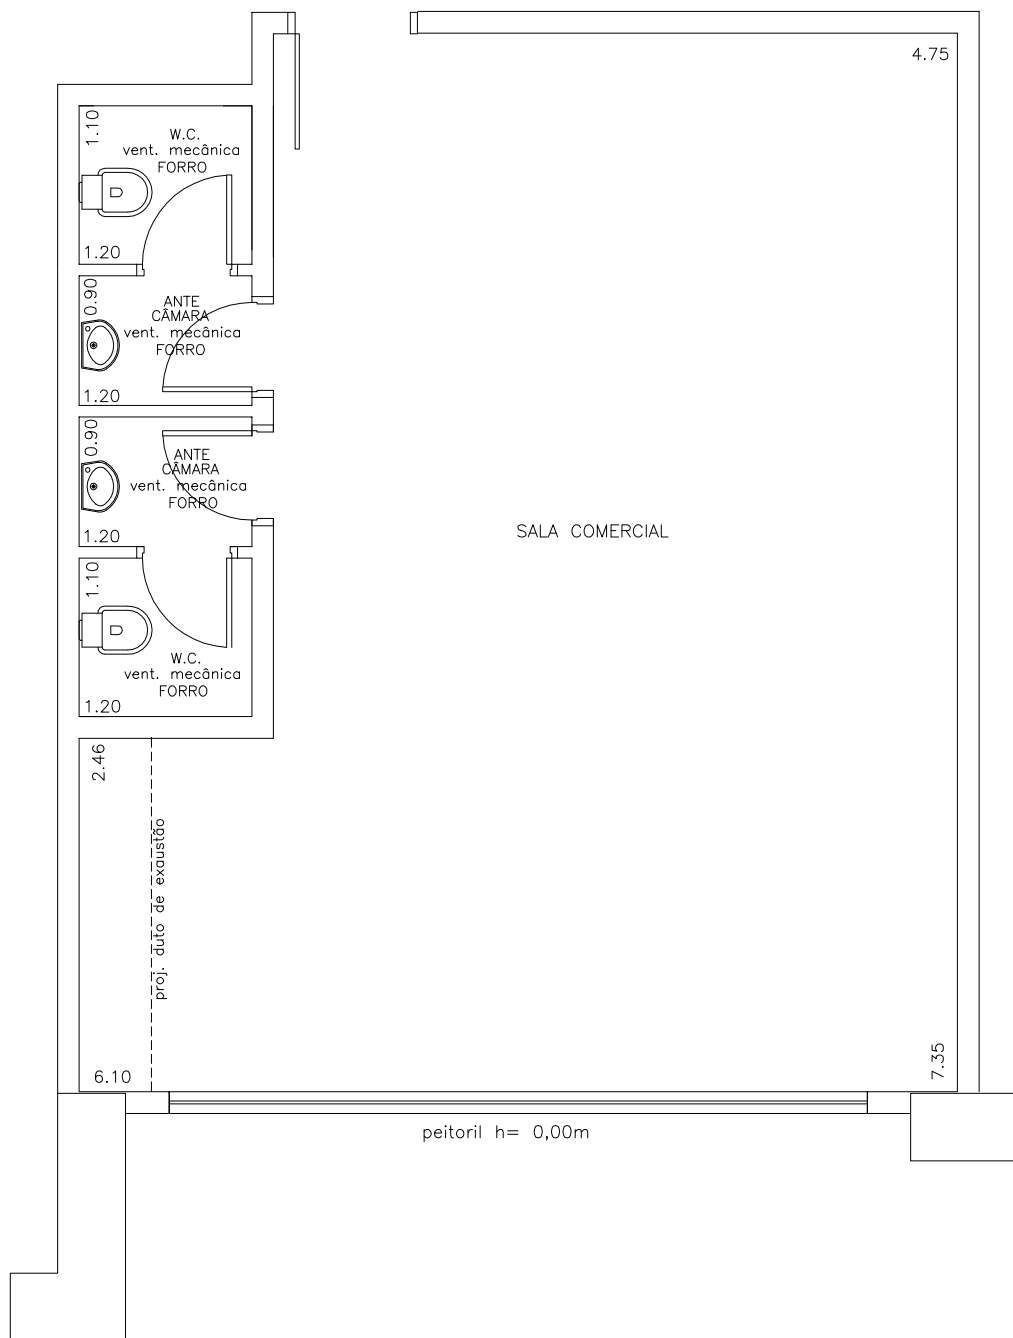 4.75
1.10
W.C.
vent. mecânica
FORRO
1.20
0.90
ANTE
CÂMARA
vent. mecânica
FORRO
1.20
0.90
ANTE
CÂMARA
vent. mecânica
FORRO
1.20
SALA COMERCIAL
1.10
W.C.
vent. mecânica
FORRO
1.20
2.46
proj. duto de exaustão
6.10
7.35
peitoril h= 0,00m